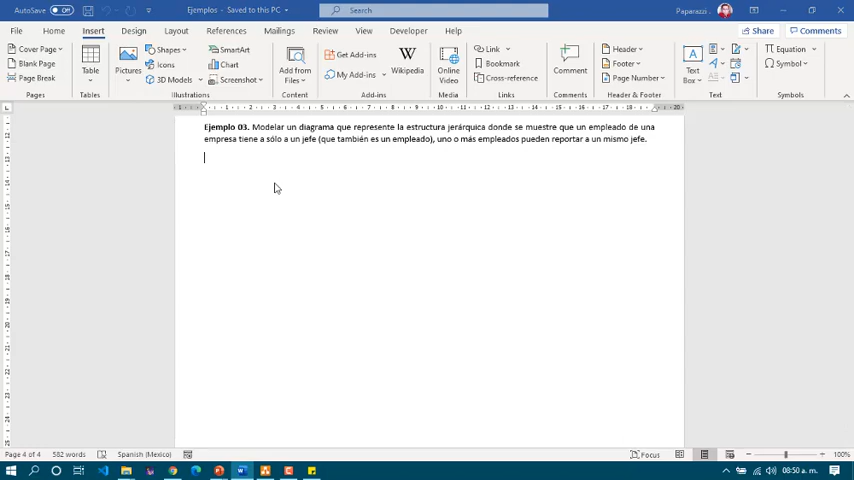 AutoSave Off Ejemplos - Saved to this PC Search Paparazzi .
File Home Insert Design Layout References Mailings Review View Developer Help Share Comments
Cover Page Blank Page Page Break Pages
Table Tables
Pictures Shapes Icons 3D Models SmartArt Chart Screenshot Illustrations
Add from Files Content
Get Add-ins My Add-ins Wikipedia Add-ins
Online Video Media
Link Bookmark Cross-reference Links
Comment Comments
Header Footer Page Number Header & Footer
Text Box Text
Equation Symbol Symbols
Ejemplo 03. Modelar un diagrama que represente la estructura jerárquica donde se muestre que un empleado de una
empresa tiene a sólo a un jefe (que también es un empleado), uno o más empleados pueden reportar a un mismo jefe.
Page 4 of 4 582 words Spanish (Mexico) Focus 100%
08:50 a. m.